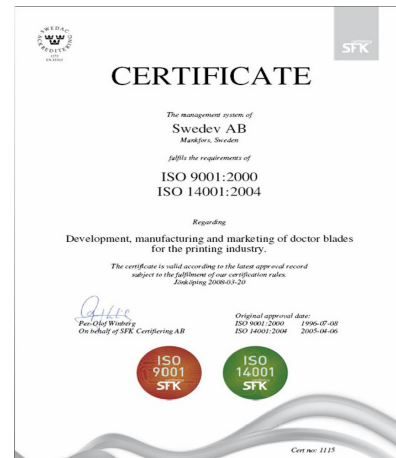 SWEDAC
ACKREDITERING
SFK
CERTIFICATE
The management system of
Swedev AB
Munkfors, Sweden
fulfils the requirements of
ISO 9001:2000
ISO 14001:2004
Regarding
Development, manufacturing and marketing of doctor blades
for the printing industry.
The certificate is valid according to the latest approval record
subject to the fulfilment of our certification rules.
Jönköping 2008-03-20
Per-Olof Winberg
On behalf of SFK Certifiering AB
Original approval date:
ISO 9001:2000 1996-07-08
ISO 14001:2004 2005-04-06
ISO
9001
SFK
ISO
14001
SFK
Cert no: 1115